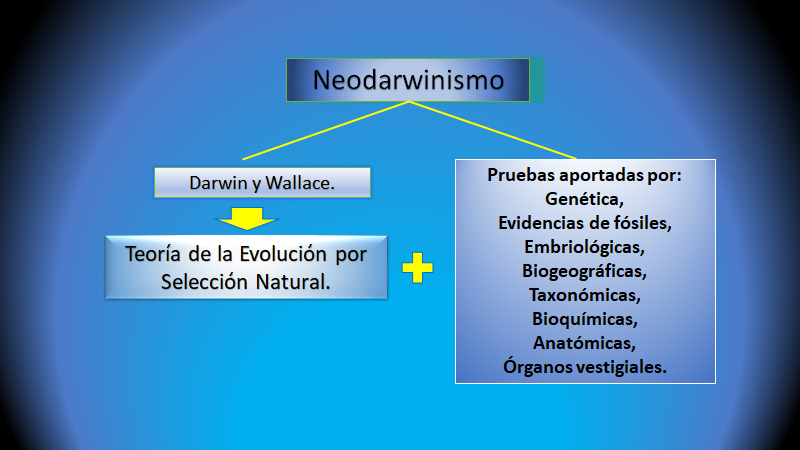 Neodarwinismo
Darwin y Wallace.
Teoría de la Evolución por
Selección Natural.
Pruebas aportadas por:
Genética,
Evidencias de fósiles,
Embriológicas,
Biogeográficas,
Taxonómicas,
Bioquímicas,
Anatómicas,
Órganos vestigiales.